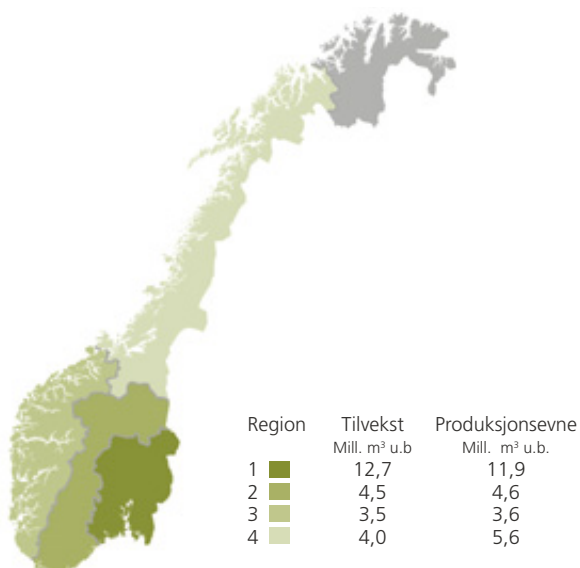 Region Tilvekst Produksjonsevne
Mill. m³ u.b Mill. m³ u.b.
1 12,7 11,9
2 4,5 4,6
3 3,5 3,6
4 4,0 5,6